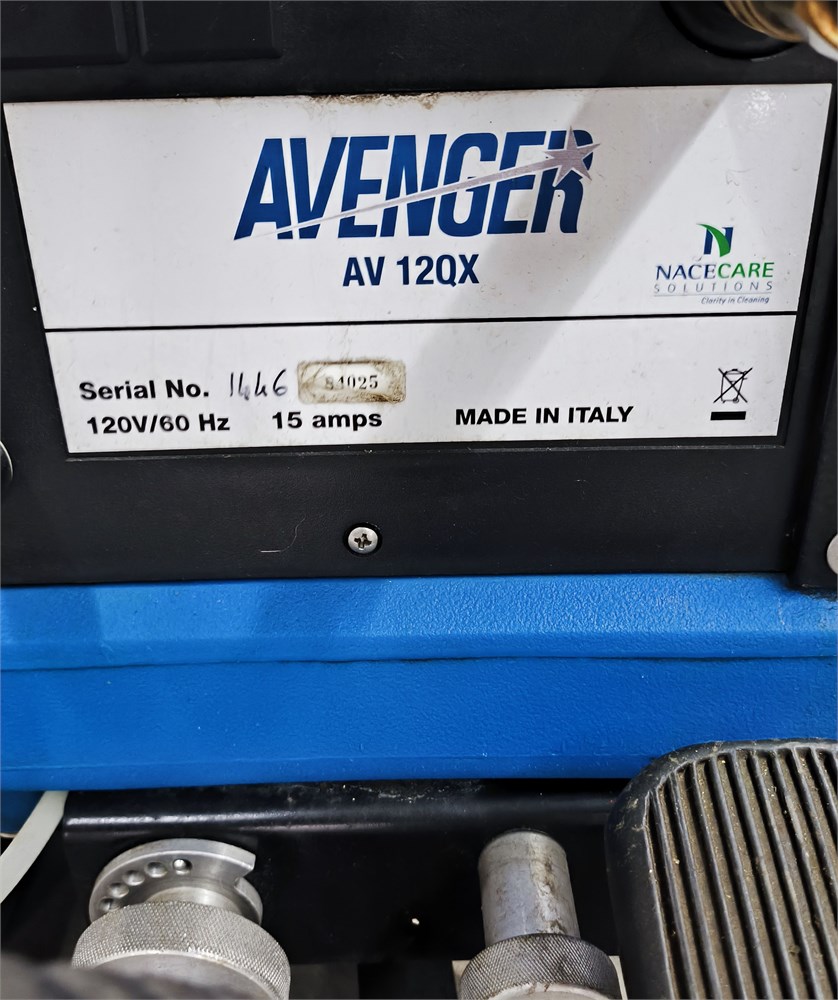 AVENGER
AV 12QX
N
NACECARE
SOLUTIONS
Clarity in Cleaning
Serial No. 1446 84025
120V/60 Hz 15 amps
MADE IN ITALY